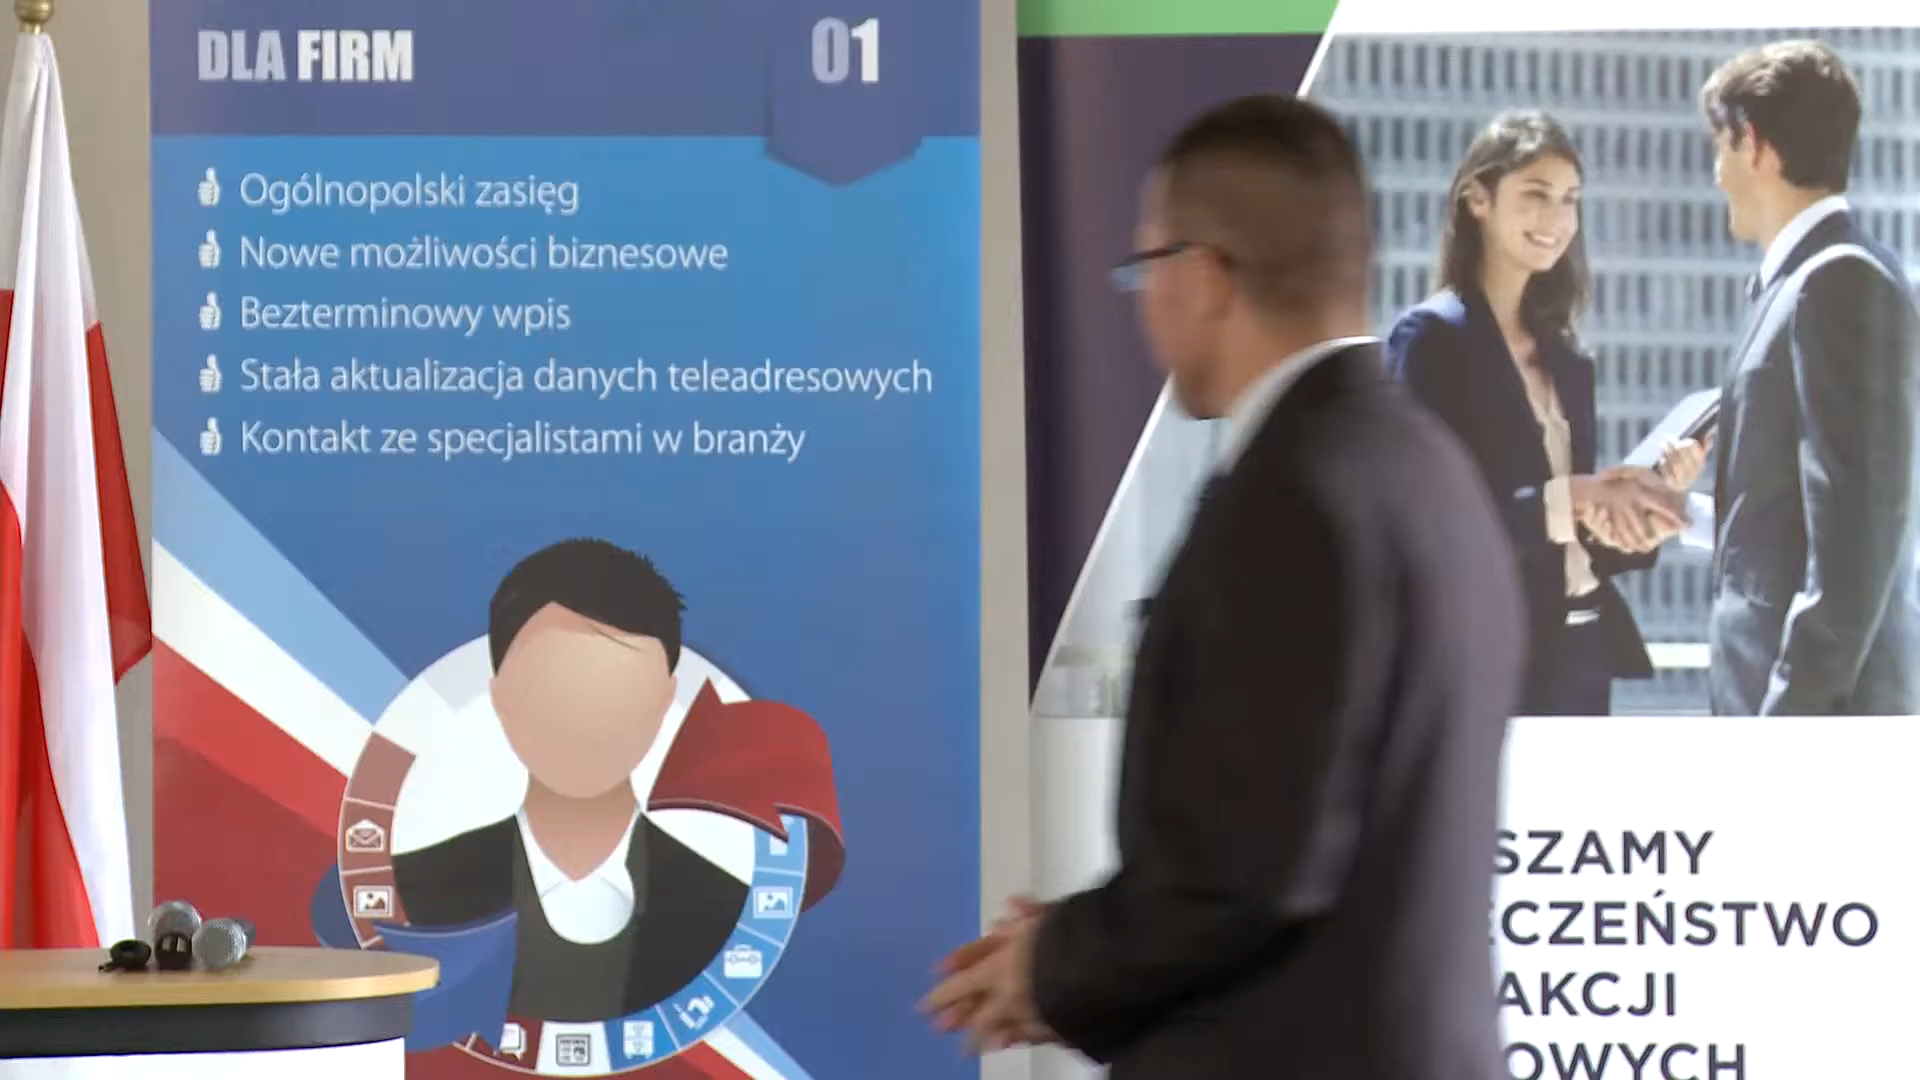 DLA FIRM
01
Ogólnopolski zasięg
Nowe możliwości biznesowe
Bezterminowy wpis
Stała aktualizacja danych teleadresowych
Kontakt ze specjalistami w branży
SZAMY
CZEŃSTWO
AKCJI
OWYCH